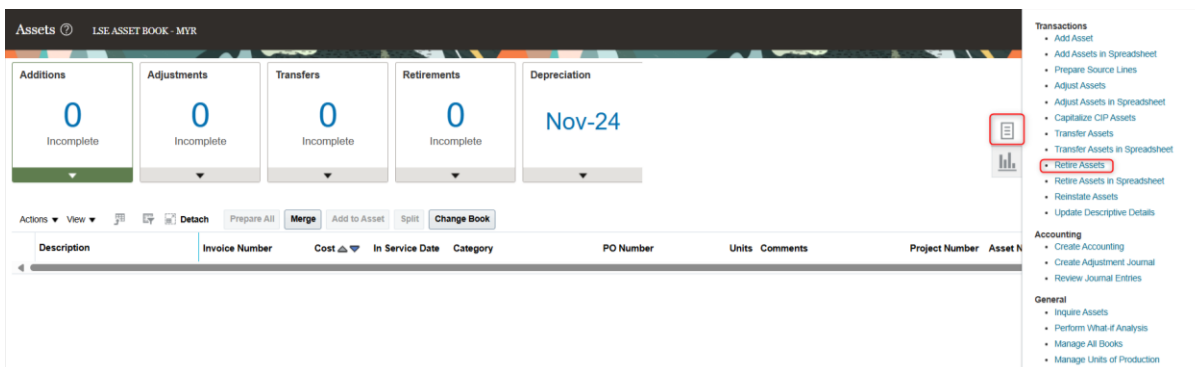 Assets LSE ASSET BOOK - MYR
Additions
0
Incomplete
Adjustments
0
Incomplete
Transfers
0
Incomplete
Retirements
0
Incomplete
Depreciation
Nov-24
Actions View Detach Prepare All Merge Add to Asset Split Change Book
Description Invoice Number Cost In Service Date Category PO Number Units Comments Project Number Asset N
Transactions
Add Asset
Add Assets in Spreadsheet
Prepare Source Lines
Adjust Assets
Adjust Assets in Spreadsheet
Capitalize CIP Assets
Transfer Assets
Transfer Assets in Spreadsheet
Retire Assets
Retire Assets in Spreadsheet
Reinstate Assets
Update Descriptive Details
Accounting
Create Accounting
Create Adjustment Journal
Review Journal Entries
General
Inquire Assets
Perform What-if Analysis
Manage All Books
Manage Units of Production